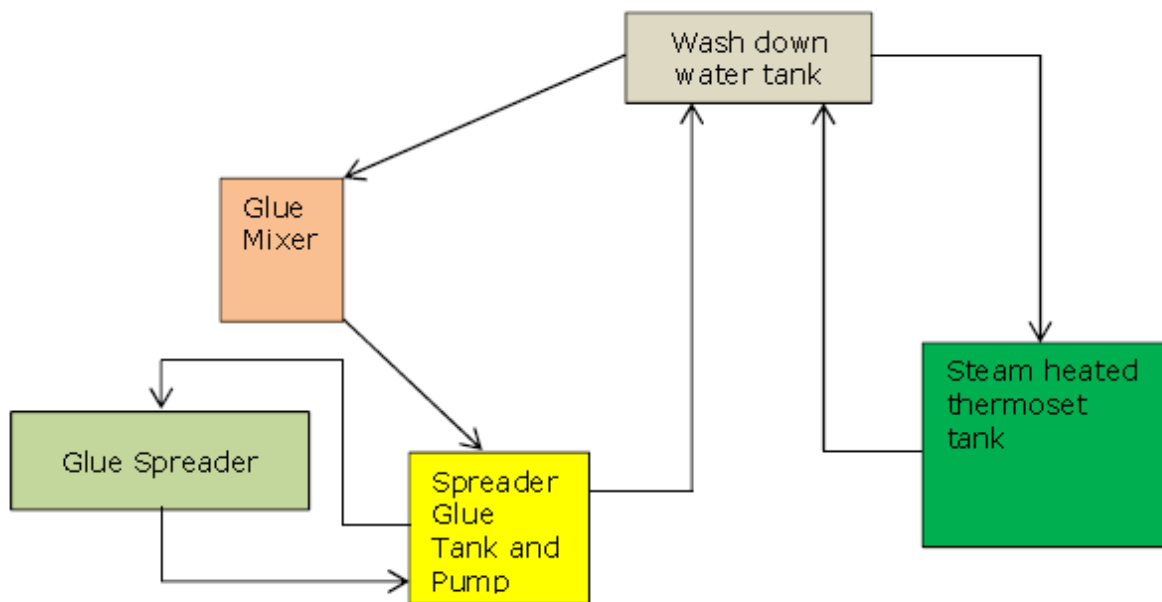 Wash down
water tank
Glue
Mixer
Steam heated
thermoset
tank
Glue Spreader
Spreader
Glue
Tank and
Pump